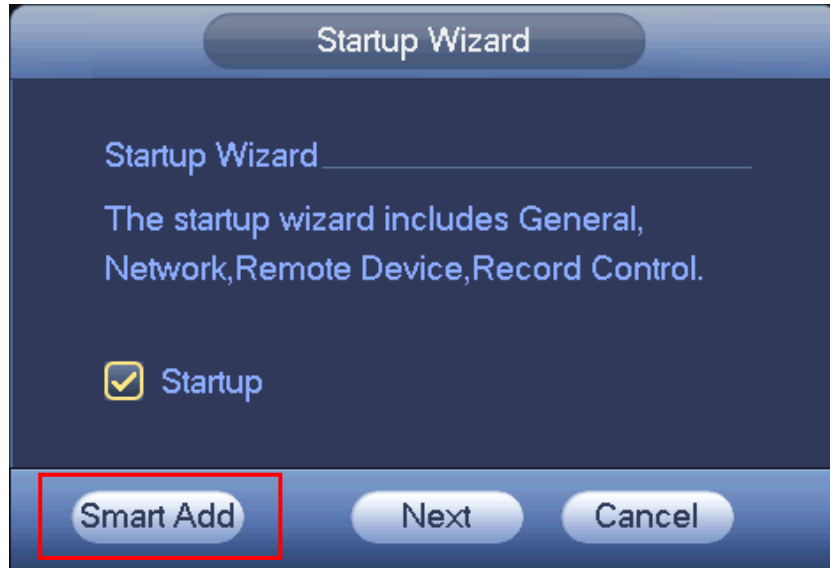 Startup Wizard
Startup Wizard
The startup wizard includes General,
Network,Remote Device,Record Control.
Startup
Smart Add Next Cancel